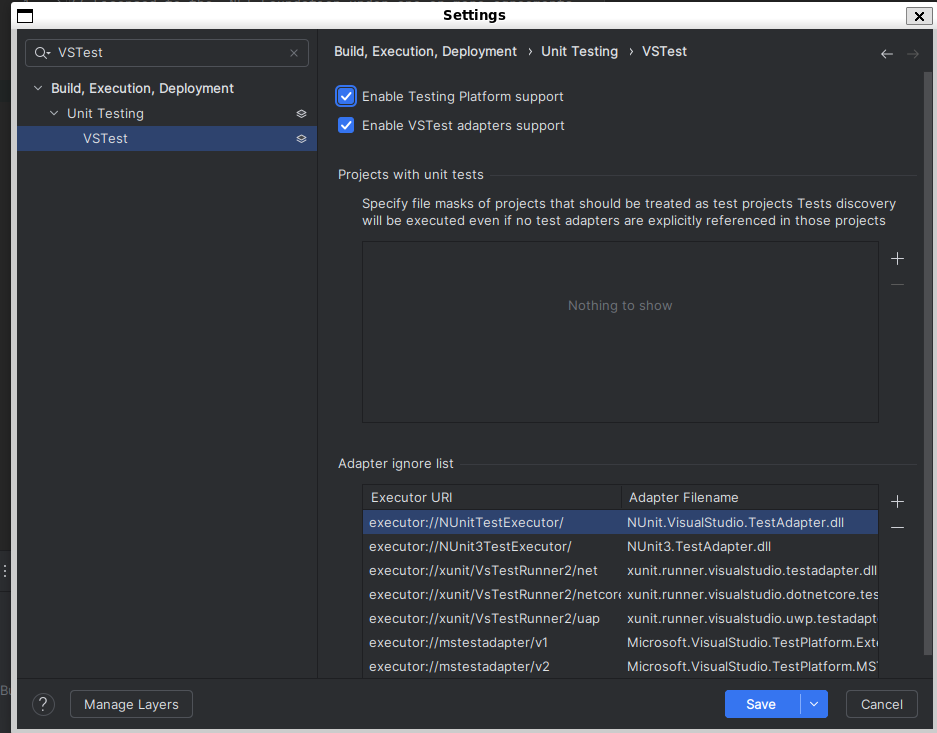 Settings
VSTest
Build, Execution, Deployment
Unit Testing
VSTest
Build, Execution, Deployment › Unit Testing › VSTest
Enable Testing Platform support
Enable VSTest adapters support
Projects with unit tests
Specify file masks of projects that should be treated as test projects Tests discovery
will be executed even if no test adapters are explicitly referenced in those projects
Nothing to show
Adapter ignore list
Executor URI Adapter Filename
executor://NUnitTestExecutor/ NUnit.VisualStudio.TestAdapter.dll
executor://NUnit3TestExecutor/ NUnit3.TestAdapter.dll
executor://xunit/VsTestRunner2/net xunit.runner.visualstudio.testadapter.dll
executor://xunit/VsTestRunner2/netcore xunit.runner.visualstudio.dotnetcore.tes
executor://xunit/VsTestRunner2/uap xunit.runner.visualstudio.uwp.testadapt
executor://mstestadapter/v1 Microsoft.VisualStudio.TestPlatform.Exte
executor://mstestadapter/v2 Microsoft.VisualStudio.TestPlatform.MST
Bu
? Manage Layers Save Cancel